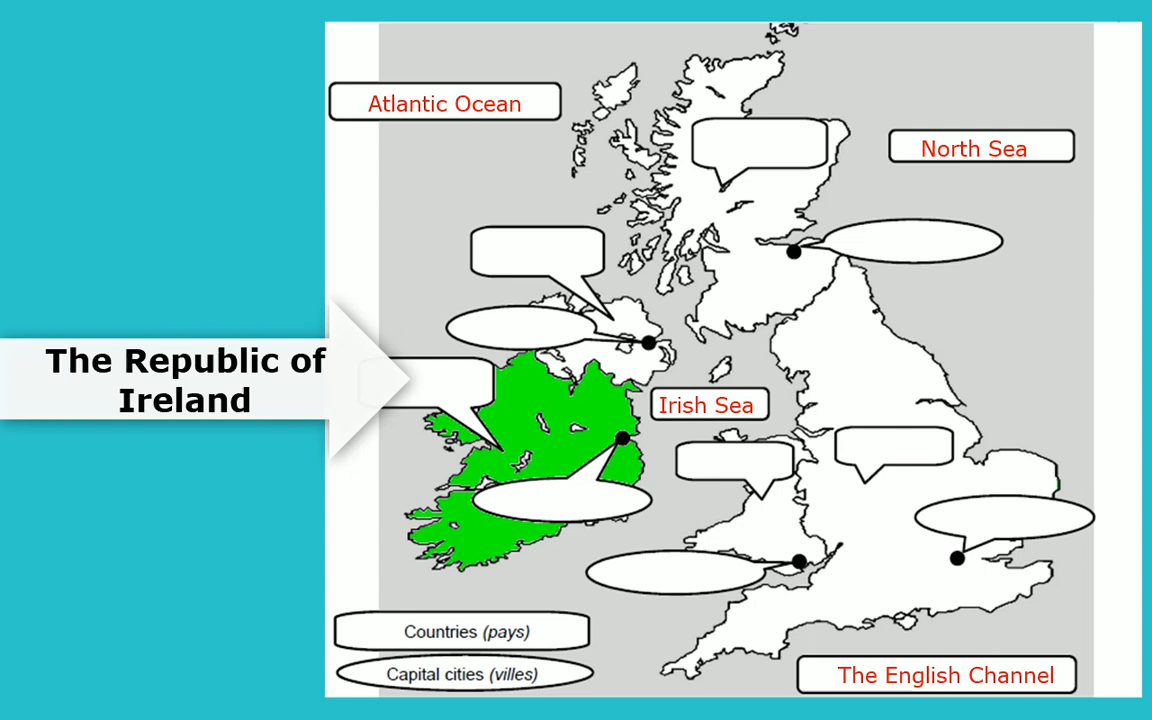 Atlantic Ocean
North Sea
The Republic of
Ireland
Irish Sea
Countries (pays)
Capital cities (villes)
The English Channel